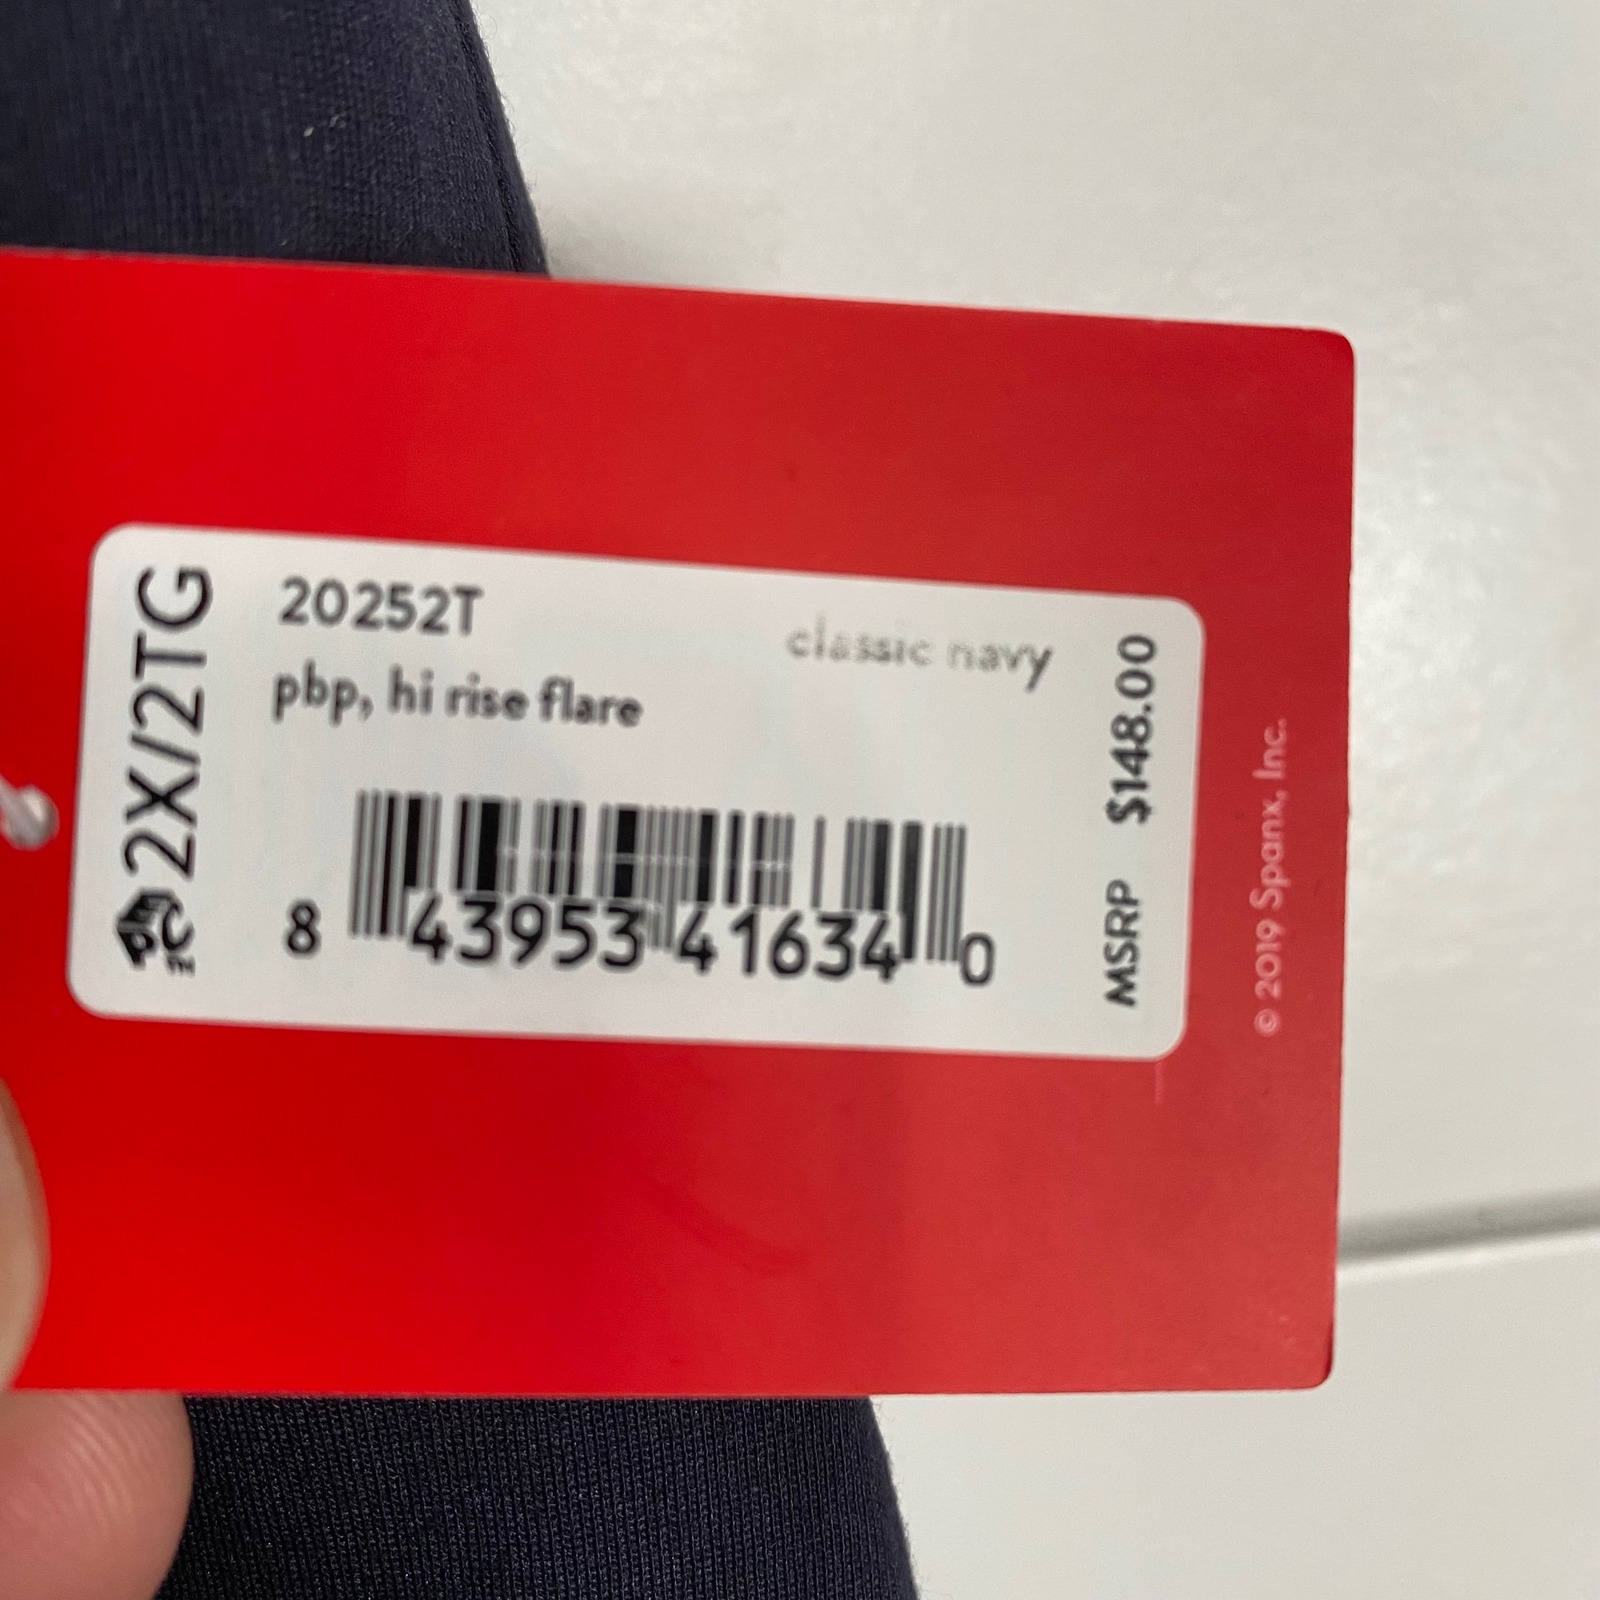 2X/2TG
20252T
classic navy
pbp, hi rise flare
8 43953 41634 0
MSRP $148.00
© 2019 Spanx, Inc.